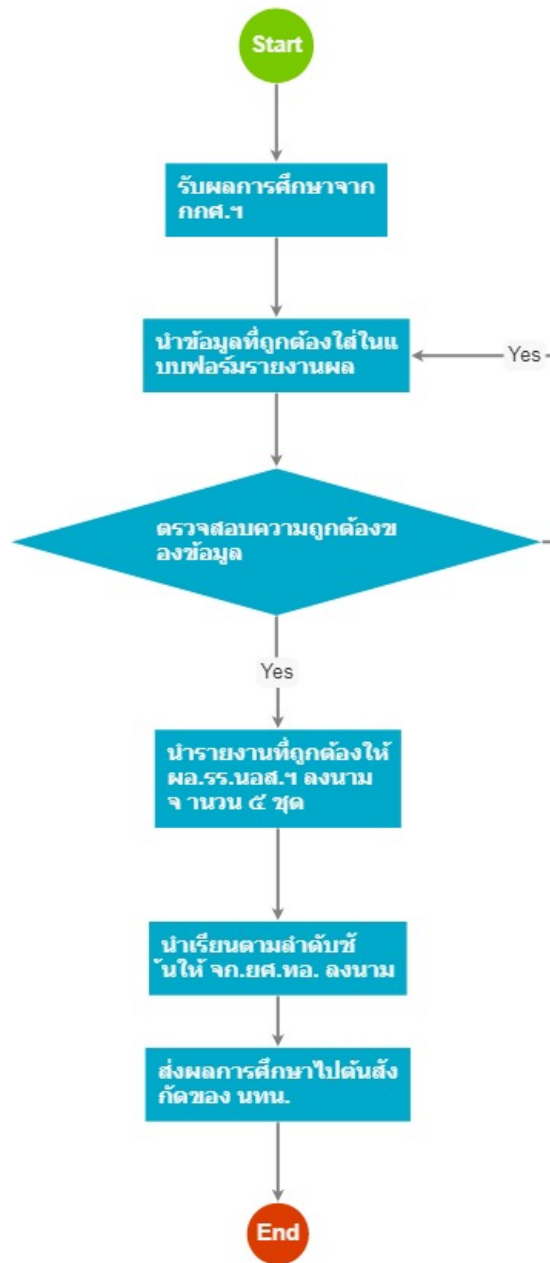 Start
รับผลการศึกษาจาก
กกศ.ฯ
นำข้อมูลที่ถูกต้องใส่ในแ
บบฟอร์มรายงานผล
Yes
ตรวจสอบความถูกต้องข
องข้อมูล
Yes
นำรายงานที่ถูกต้องให้
ผอ.รร.นอส.ฯ ลงนาม
จ ำนวน ๕ ชุด
นำเรียนตามลำดับชั
้นให้ จก.ยศ.ทอ. ลงนาม
ส่งผลการศึกษาไปต้นสัง
กัดของ นทน.
End